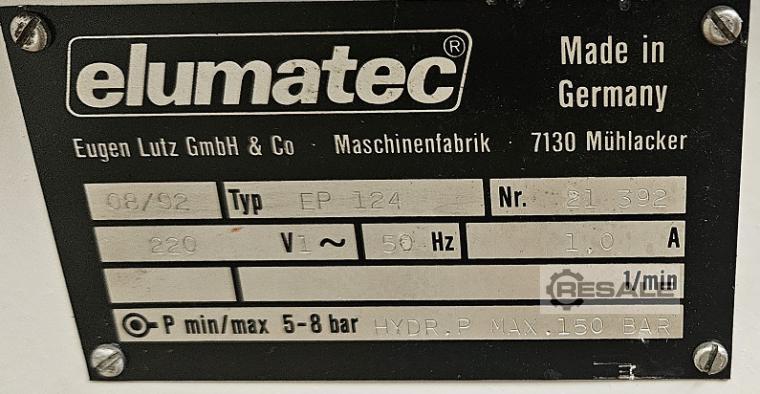 elumatec®
Made in
Germany
Eugen Lutz GmbH & Co · Maschinenfabrik · 7130 Mühlacker
08/92 Typ EP 124 Nr. 21 392
220 V 1 ~ 50 Hz 1,0 A
1/min
RESALE
P min/max 5-8 bar HYDR.P MAX.150 BAR